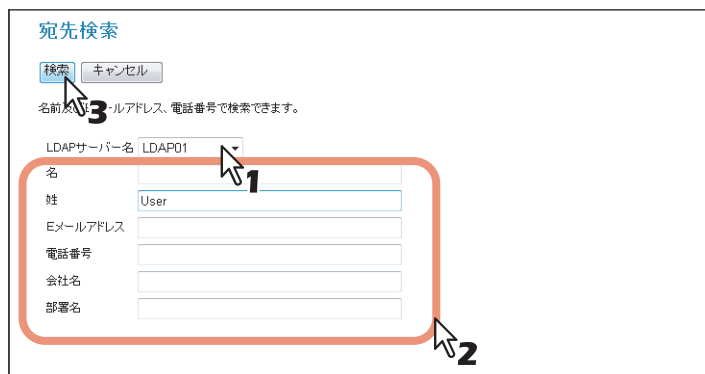 宛先検索
検索 キャンセル
名前及び ールアドレス、電話番号で検索できます。
3
LDAPサーバー名 LDAP01
1
名
姓 User
Eメールアドレス
電話番号
会社名
部署名
2